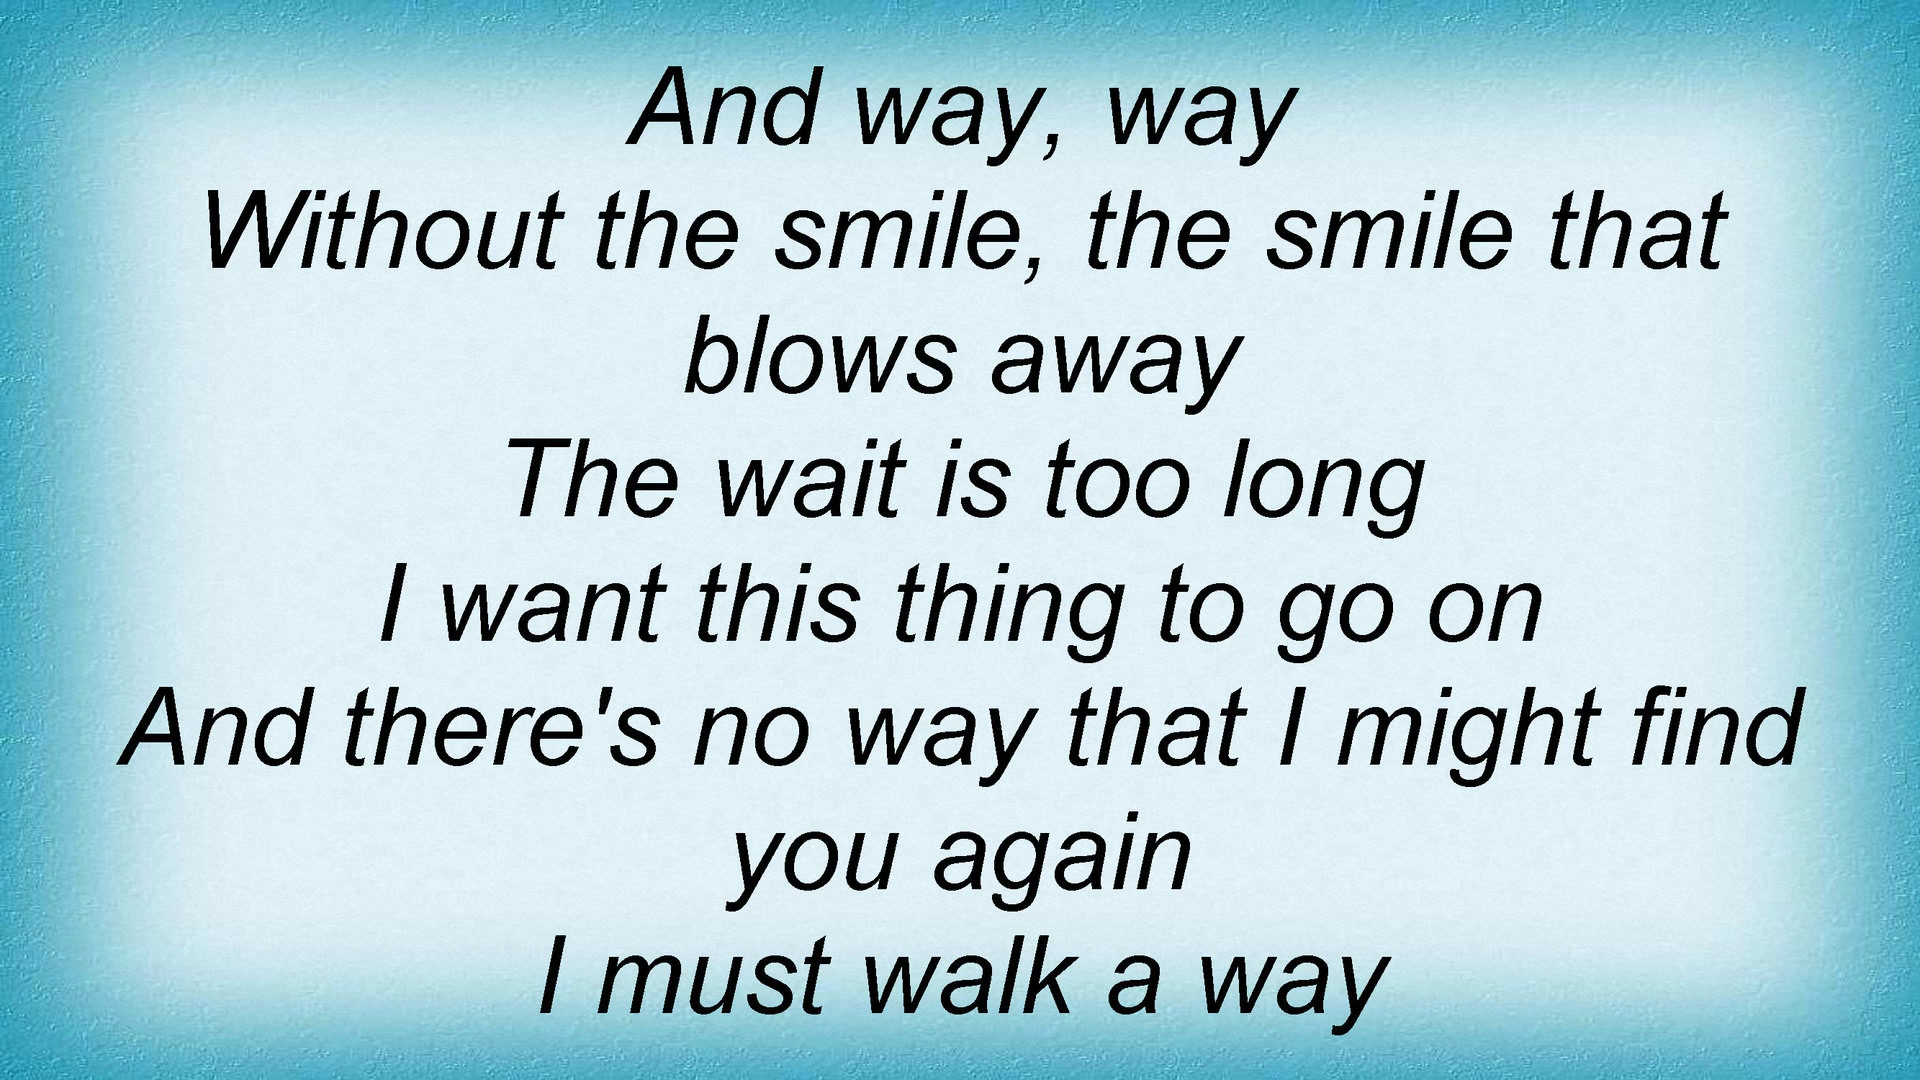 And way, way
Without the smile, the smile that
blows away
The wait is too long
I want this thing to go on
And there's no way that I might find
you again
I must walk a way